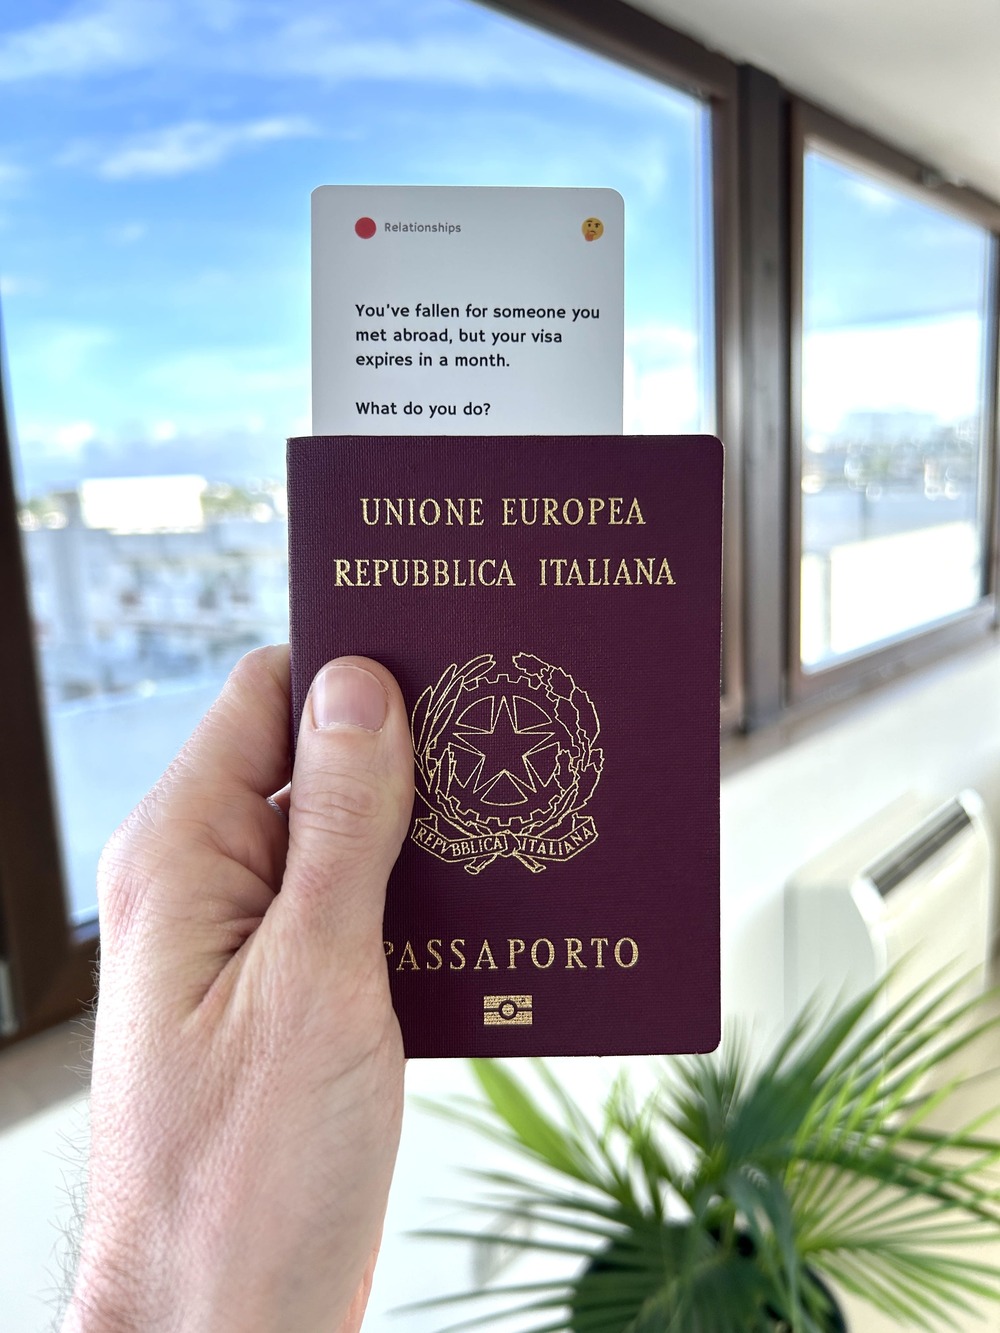 Relationships
You've fallen for someone you
met abroad, but your visa
expires in a month.
What do you do?
UNIONE EUROPEA
REPUBBLICA ITALIANA
REPVBBLICA ITALIANA
PASSAPORTO